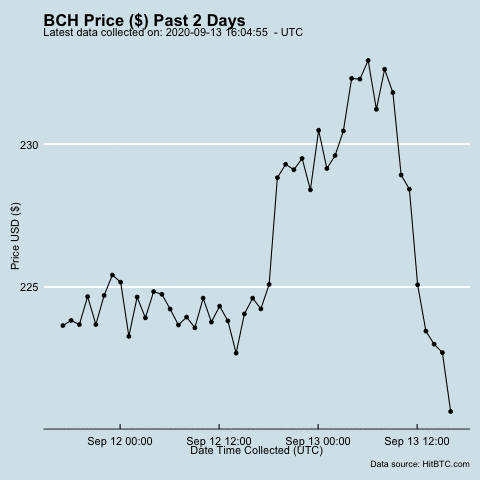 BCH Price ($) Past 2 Days
Latest data collected on: 2020-09-13 16:04:55  - UTC
230
Price USD ($)
225
Sep 12 00:00 Sep 12 12:00 Sep 13 00:00 Sep 13 12:00
Date Time Collected (UTC)
Data source: HitBTC.com